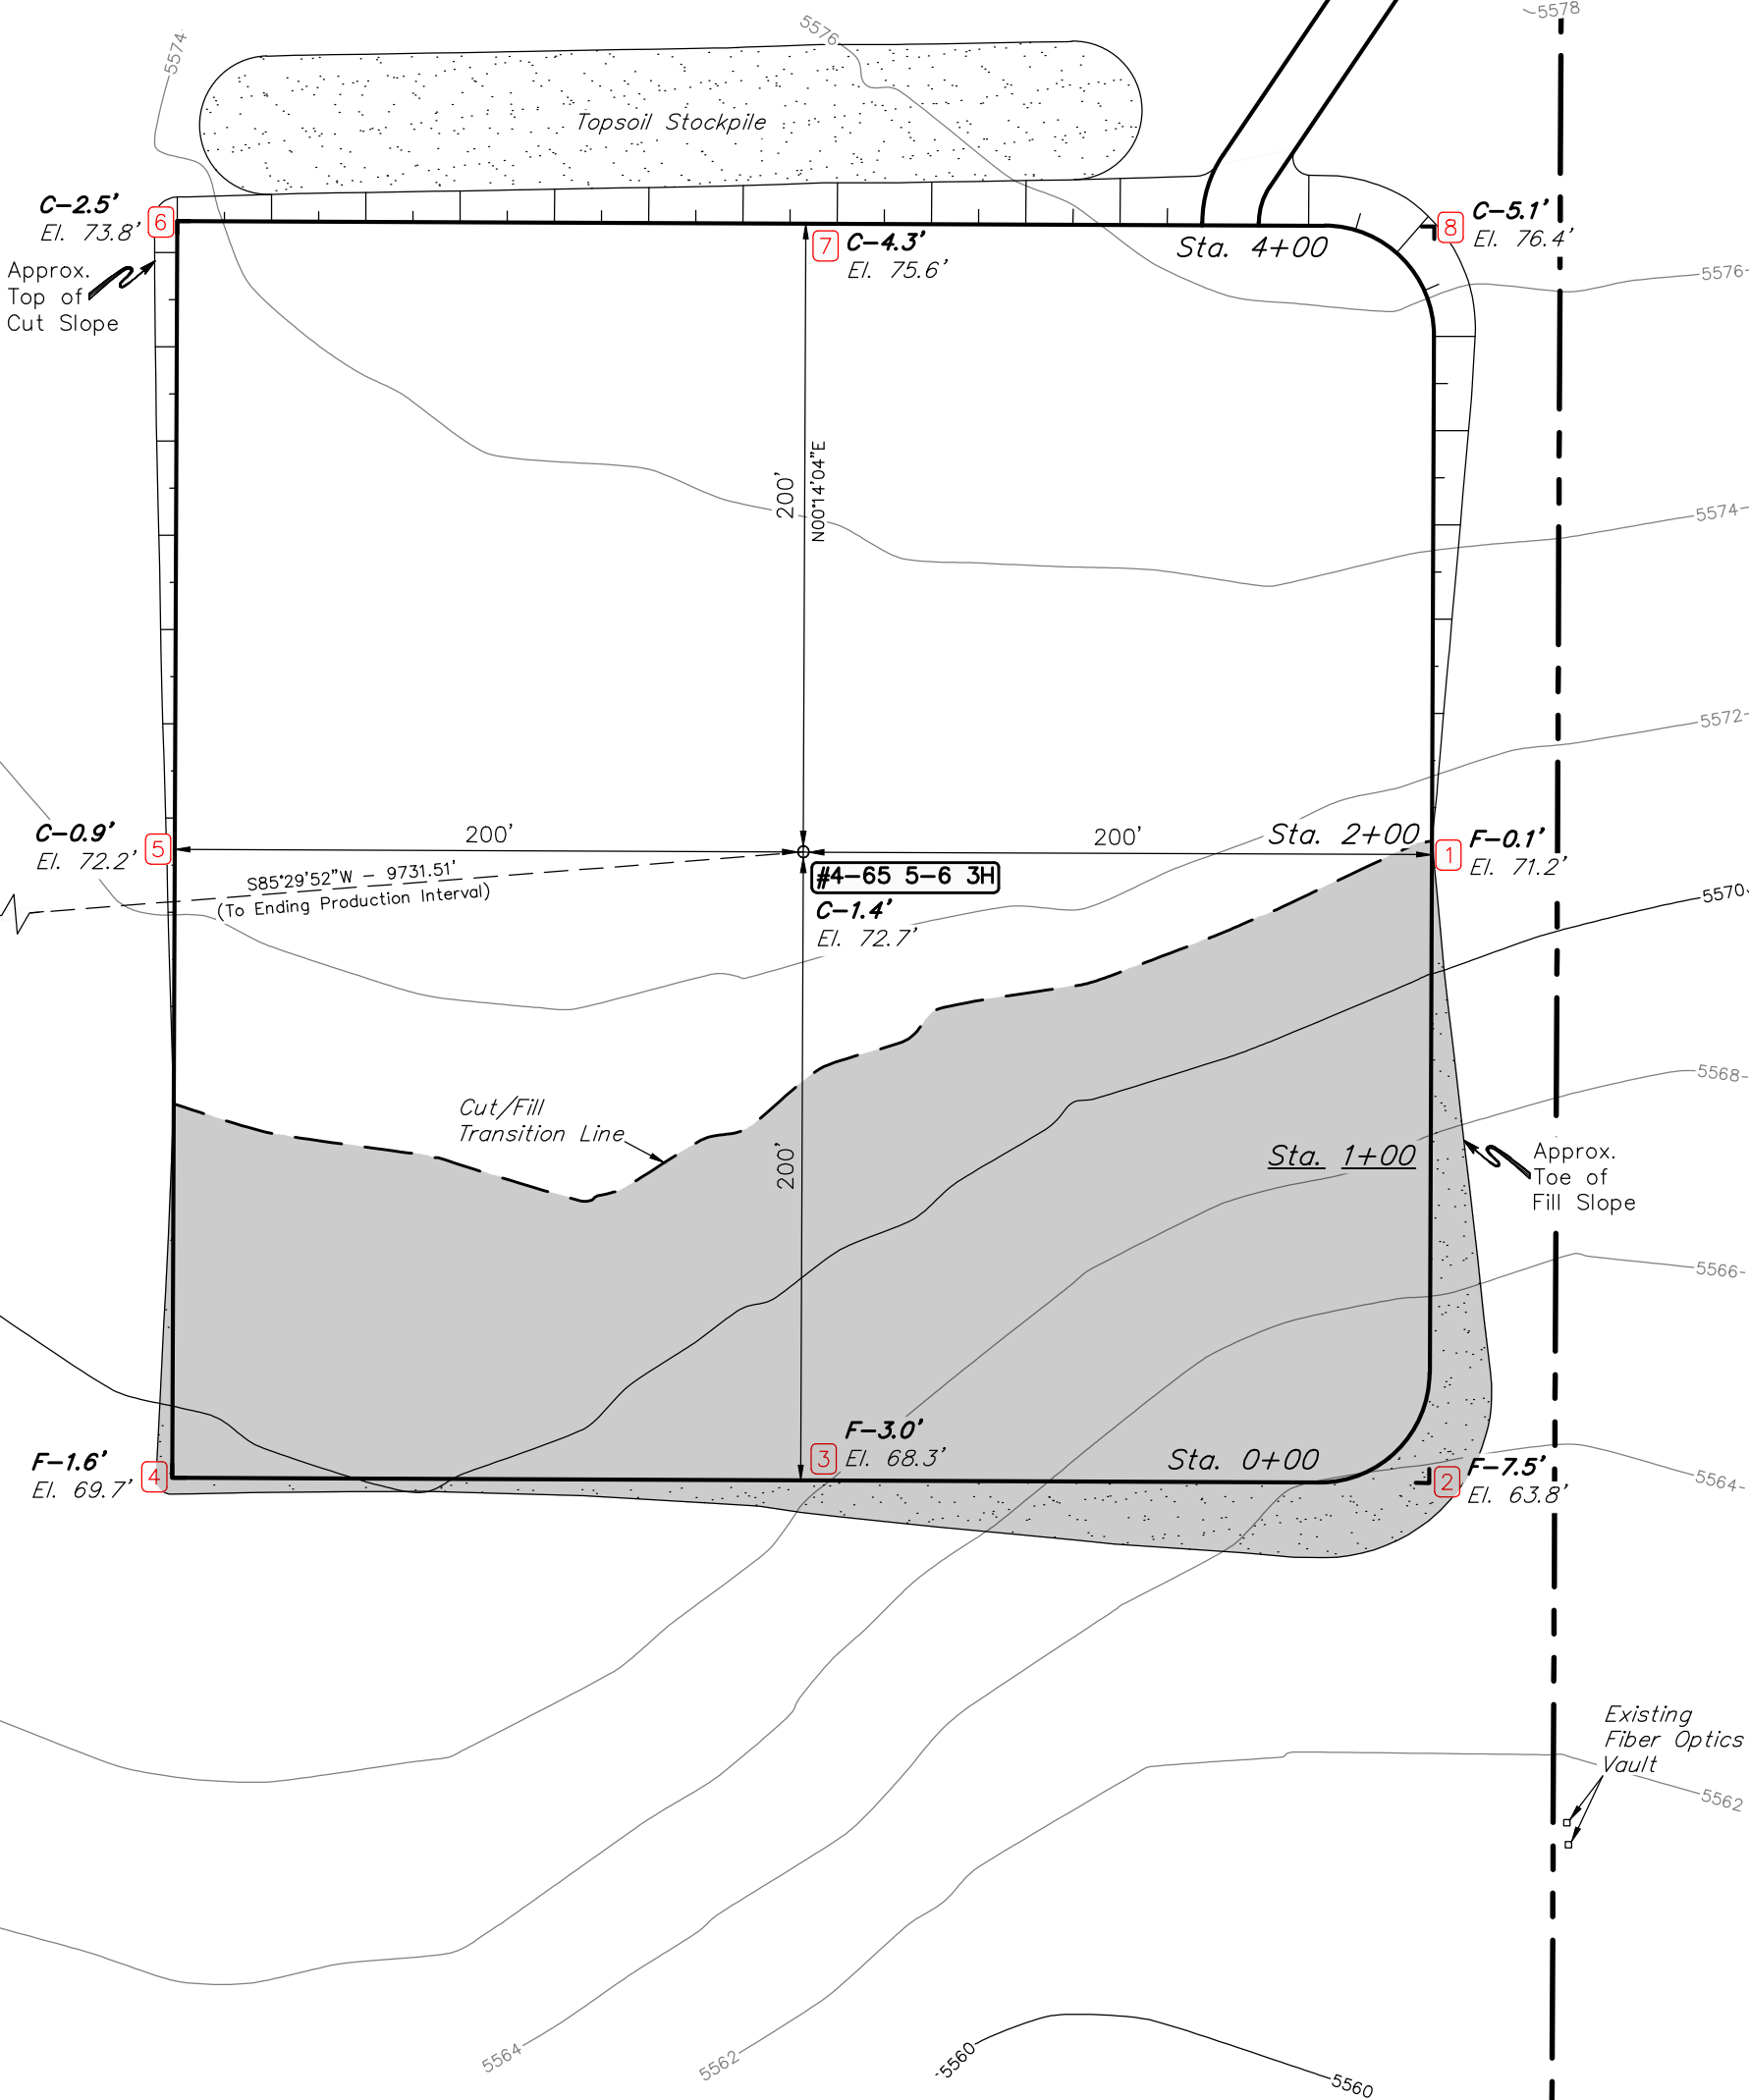 5578
5574
5576
Topsoil Stockpile
C-2.5'
El. 73.8'
6
Approx.
Top of
Cut Slope
7
C-4.3'
El. 75.6'
Sta. 4+00
8
C-5.1'
El. 76.4'
5576
200'
N00°14'04"E
5574
5572
C-0.9'
El. 72.2'
5
200'
200'
Sta. 2+00
1
F-0.1'
El. 71.2'
S85°29'52"W - 9731.51'
(To Ending Production Interval)
#4-65 5-6 3H
C-1.4'
El. 72.7'
5570
5568
Cut/Fill
Transition Line
200'
Sta. 1+00
Approx.
Toe of
Fill Slope
5566
F-1.6'
El. 69.7'
4
3
F-3.0'
El. 68.3'
Sta. 0+00
2
F-7.5'
El. 63.8'
5564
Existing
Fiber Optics
Vault
5562
5564
5562
5560
5560